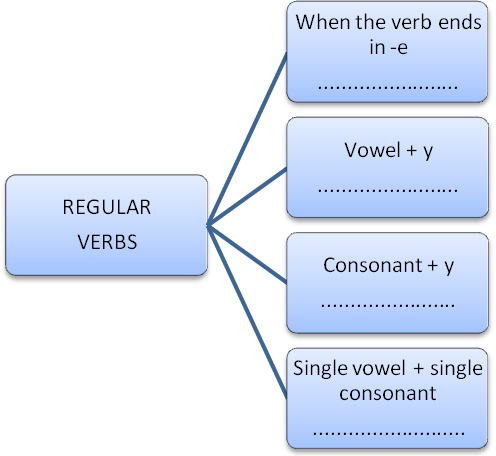 REGULAR
VERBS
When the verb ends
in -e
........................
Vowel + y
........................
Consonant + y
.......................
Single vowel + single
consonant
..........................